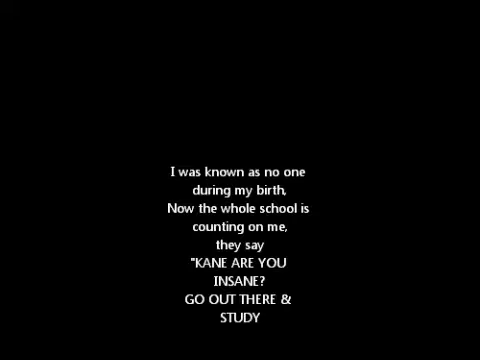 I was known as no one
during my birth,
Now the whole school is
counting on me,
they say
"KANE ARE YOU
INSANE?
GO OUT THERE &
STUDY